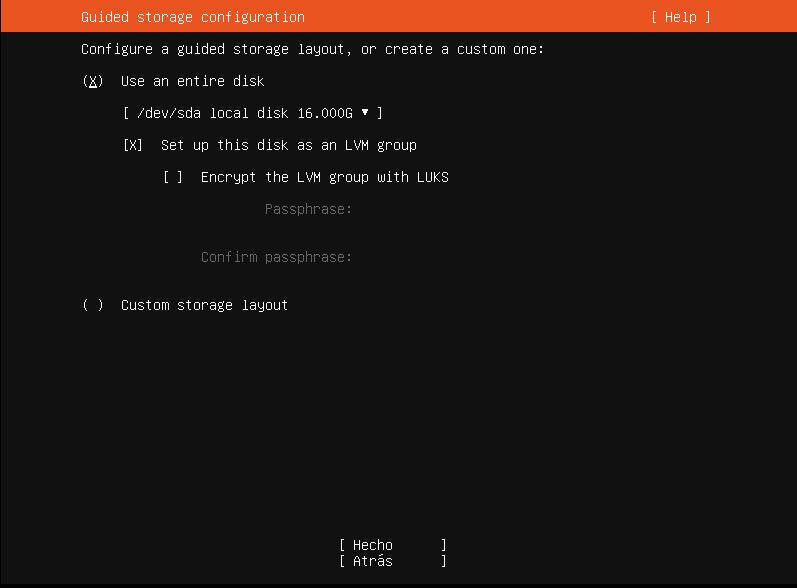 Guided storage configuration [ Help ]
Configure a guided storage layout, or create a custom one:
(X) Use an entire disk
[ /dev/sda local disk 16.000G ▾ ]
[X] Set up this disk as an LVM group
[ ] Encrypt the LVM group with LUKS
Passphrase:
Confirm passphrase:
( ) Custom storage layout
[ Hecho ]
[ Atrás ]